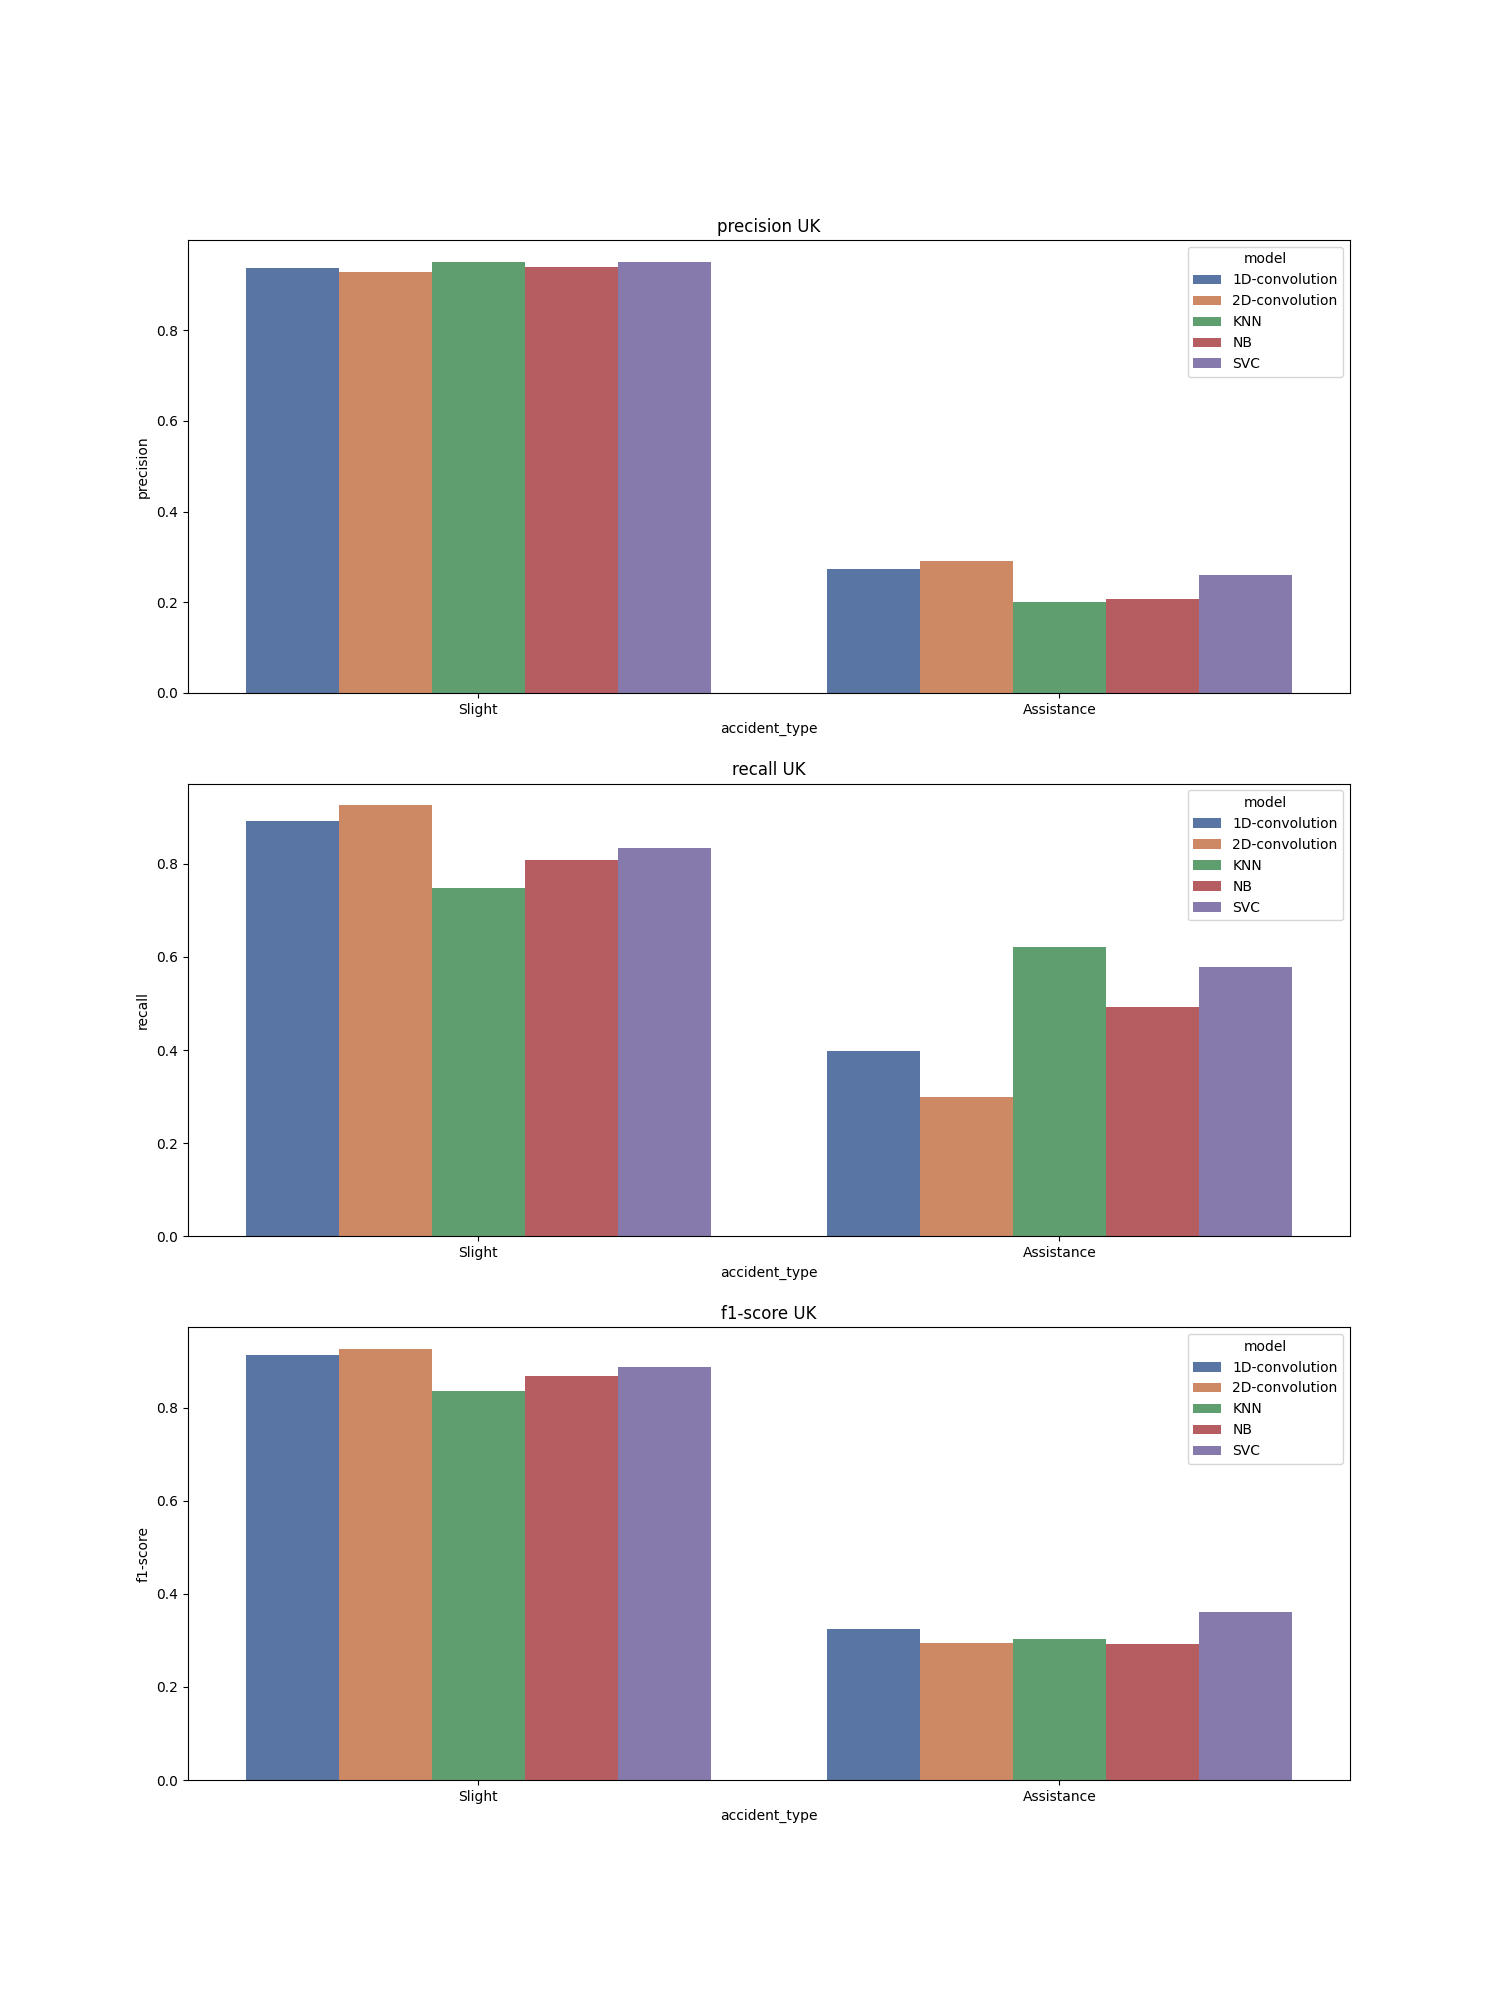 precision UK
model
1D-convolution
2D-convolution
KNN
NB
SVC
0.8
0.6
0.4
0.2
0.0
precision
Slight Assistance
accident_type
recall UK
model
1D-convolution
2D-convolution
KNN
NB
SVC
0.8
0.6
0.4
0.2
0.0
recall
Slight Assistance
accident_type
f1-score UK
model
1D-convolution
2D-convolution
KNN
NB
SVC
0.8
0.6
0.4
0.2
0.0
f1-score
Slight Assistance
accident_type